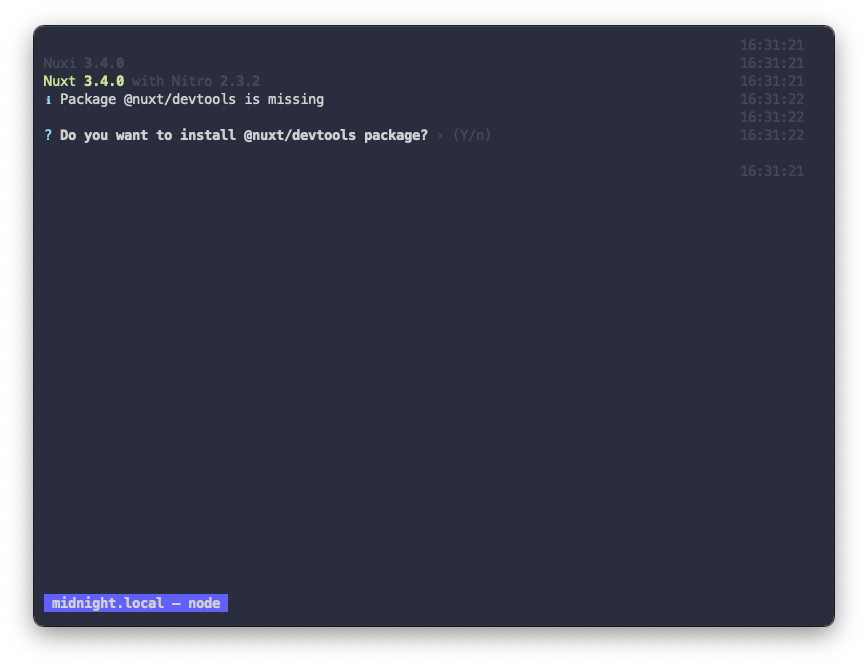 16:31:21
Nuxi 3.4.0 16:31:21
Nuxt 3.4.0 with Nitro 2.3.2 16:31:21
ℹ Package @nuxt/devtools is missing 16:31:22
16:31:22
? Do you want to install @nuxt/devtools package? › (Y/n) 16:31:22
16:31:21
midnight.local — node